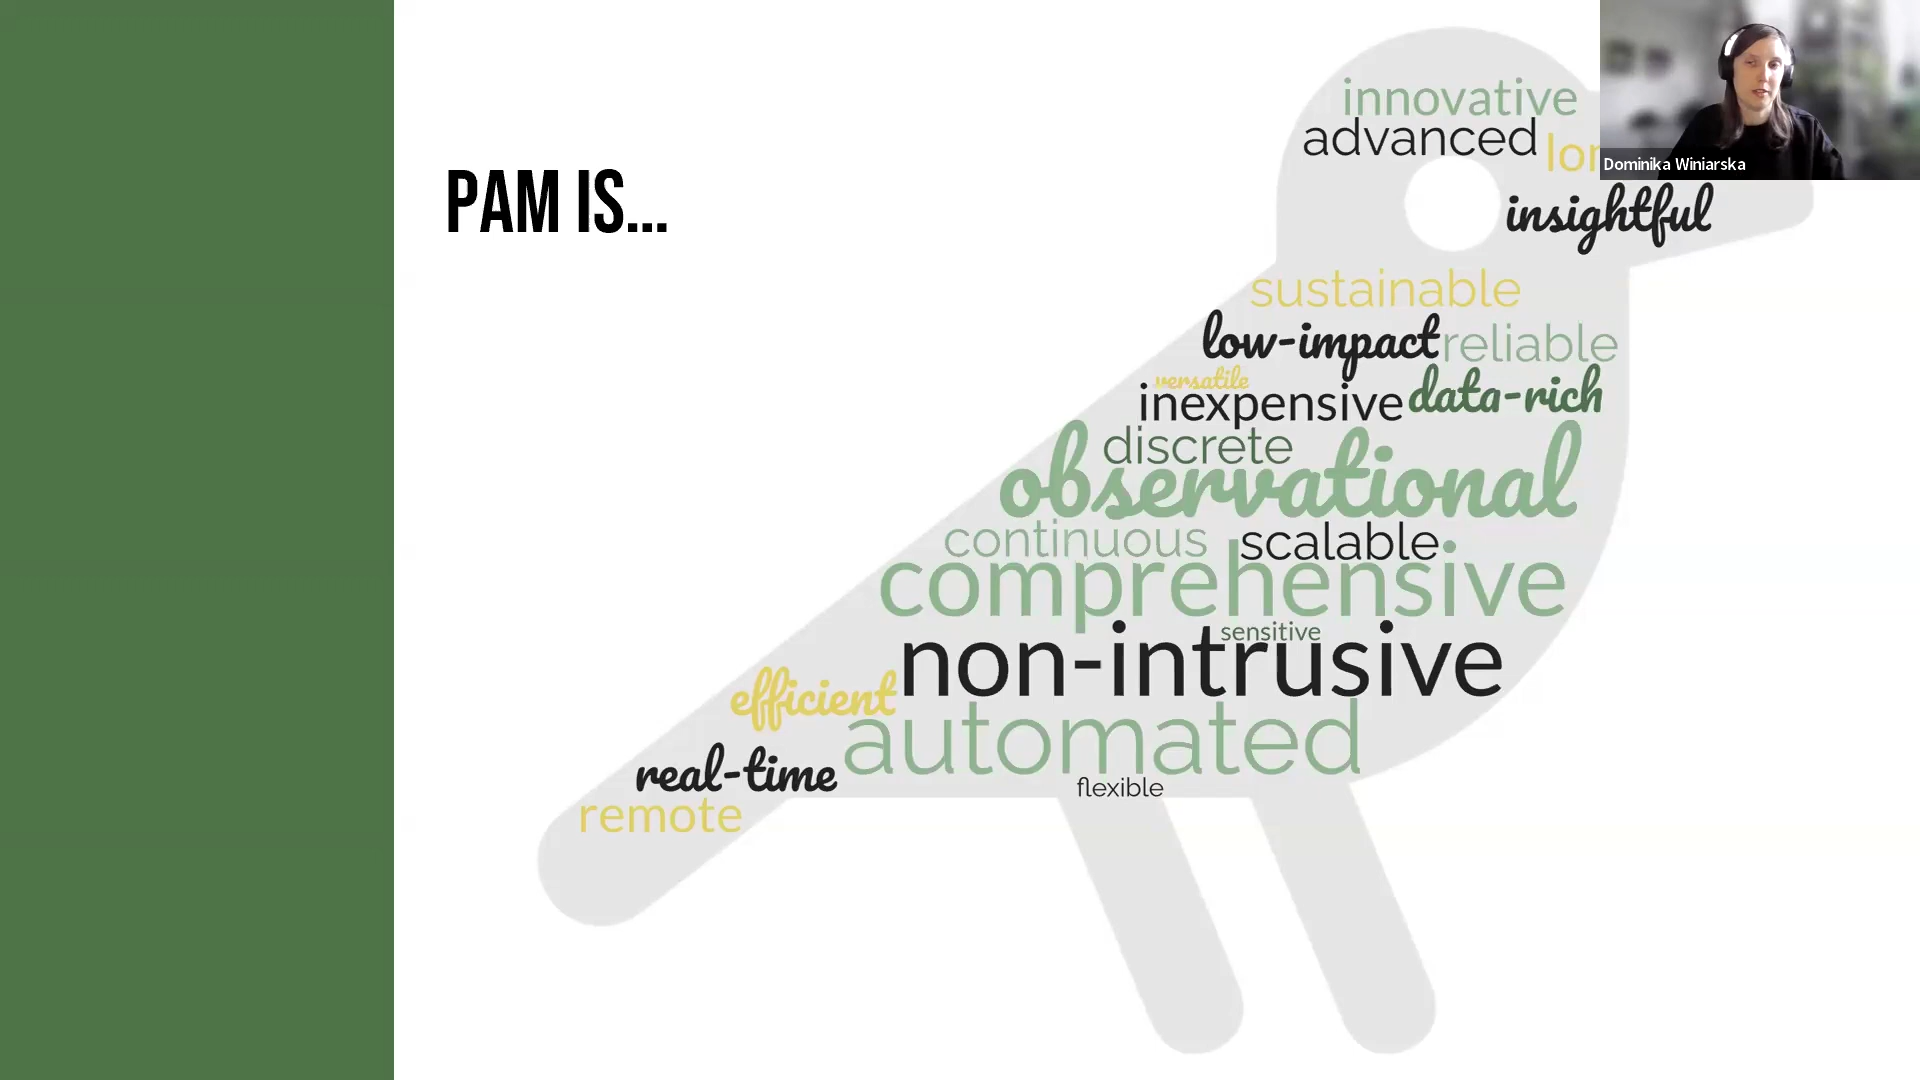 PAM IS...
innovative
advanced
Dominika Winiarska
insightful
sustainable
low-impact reliable
versatile
inexpensive data-rich
discrete
observational
continuous scalable
comprehensive
sensitive
non-intrusive
efficient
automated
real-time
flexible
remote